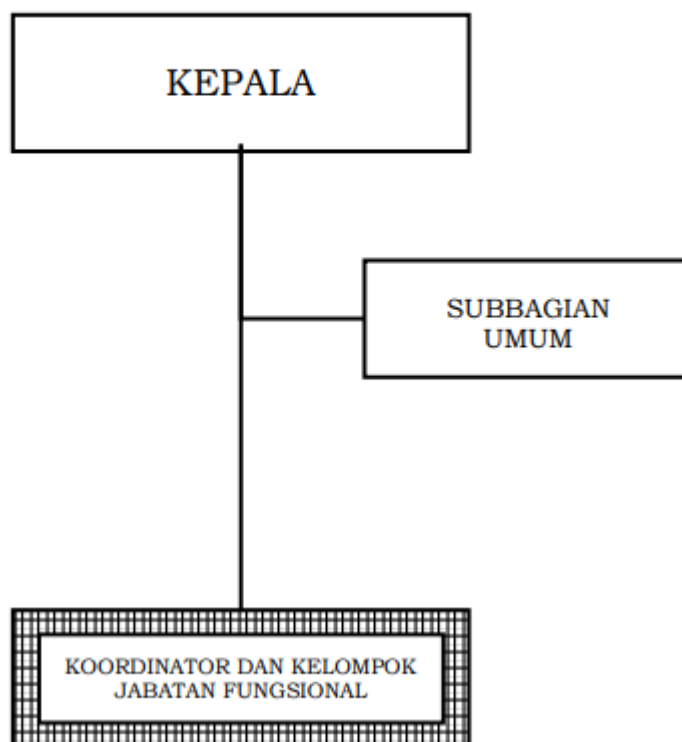 KEPALA
SUBBAGIAN
UMUM
KOORDINATOR DAN KELOMPOK
JABATAN FUNGSIONAL